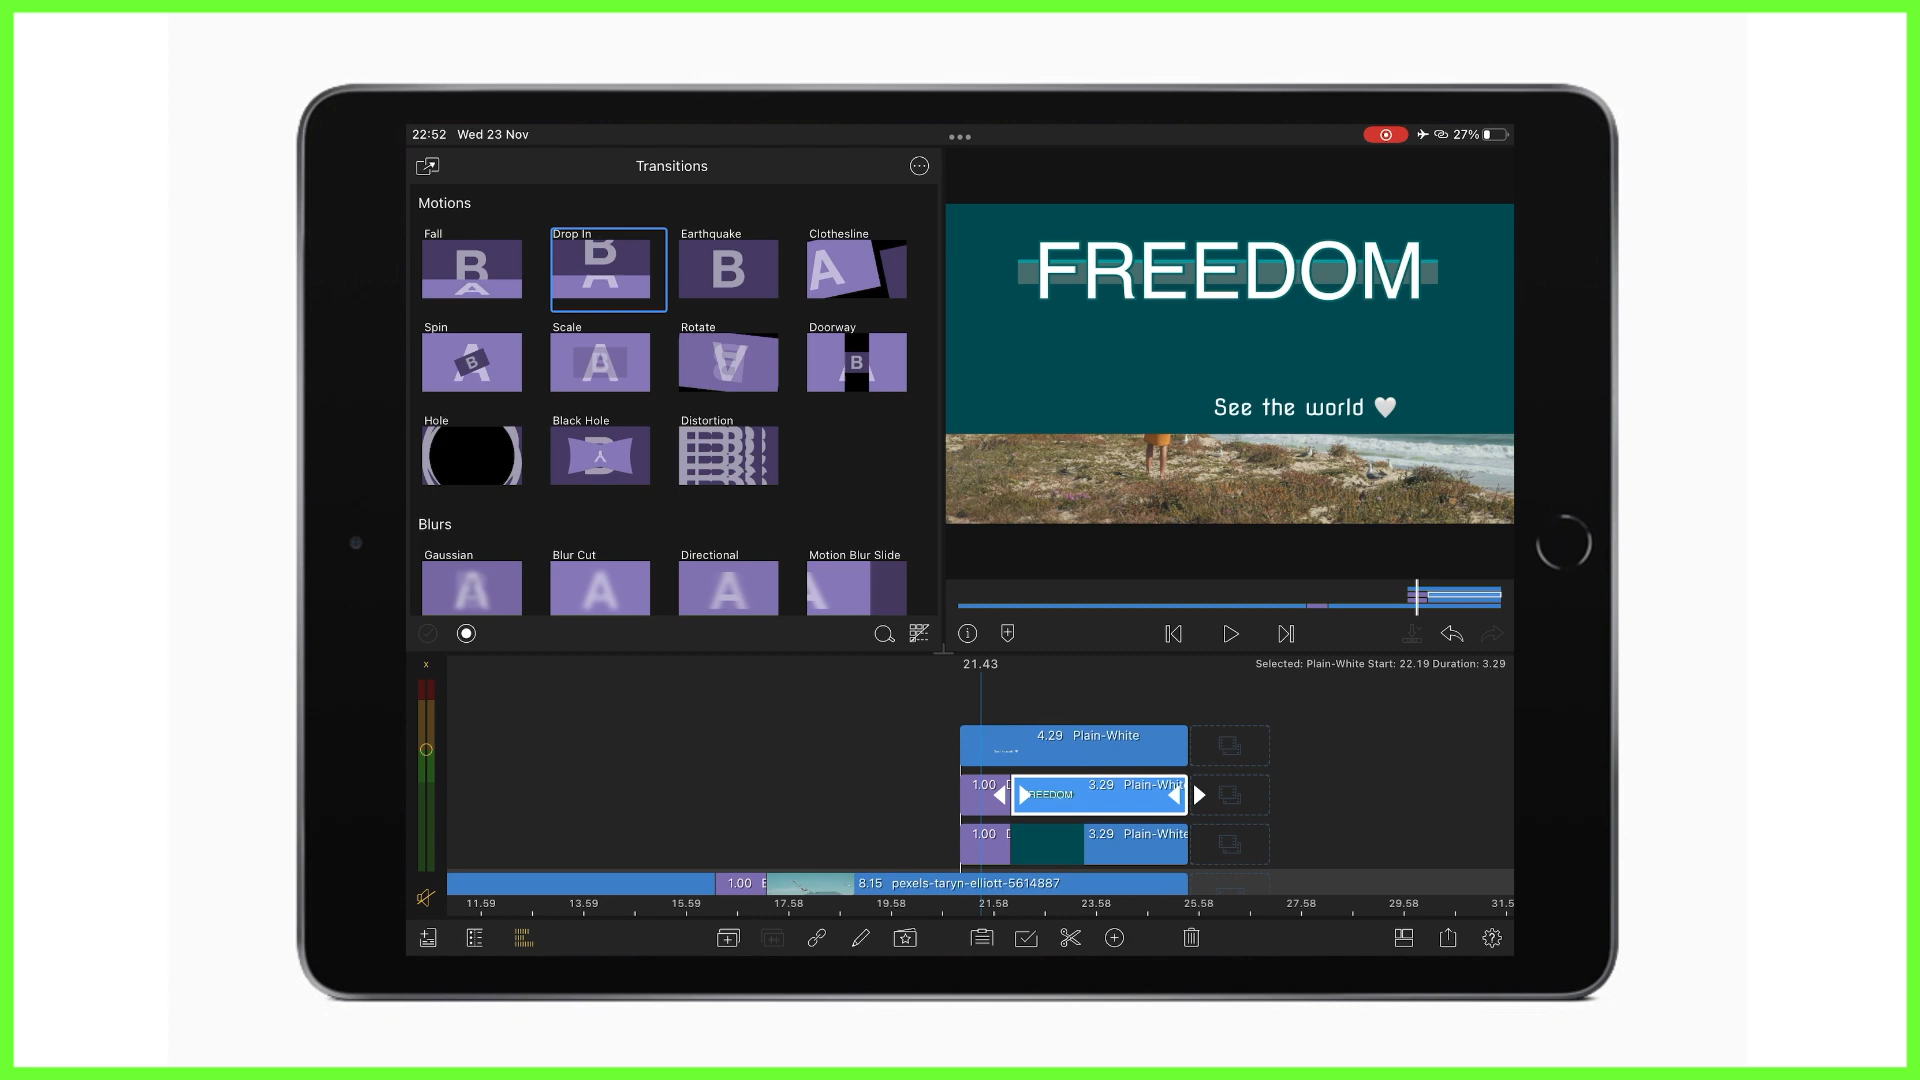 22:52 Wed 23 Nov
27%
Transitions
Motions
Fall
Drop In
Earthquake
Clothesline
B
B
A
B
A
Spin
Scale
Rotate
Doorway
B
A
B
A
B
Hole
Black Hole
Distortion
Blurs
Gaussian
Blur Cut
Directional
Motion Blur Slide
A
A
A
A
FREEDOM
See the world 🤍
x
21.43
Selected: Plain-White Start: 22.19 Duration: 3.29
4.29 Plain-White
1.00
REEDOM
3.29 Plain-White
1.00
3.29 Plain-White
1.00
8.15 pexels-taryn-elliott-5614887
11.59 13.59 15.59 17.58 19.58 21.58 23.58 25.58 27.58 29.58 31.5